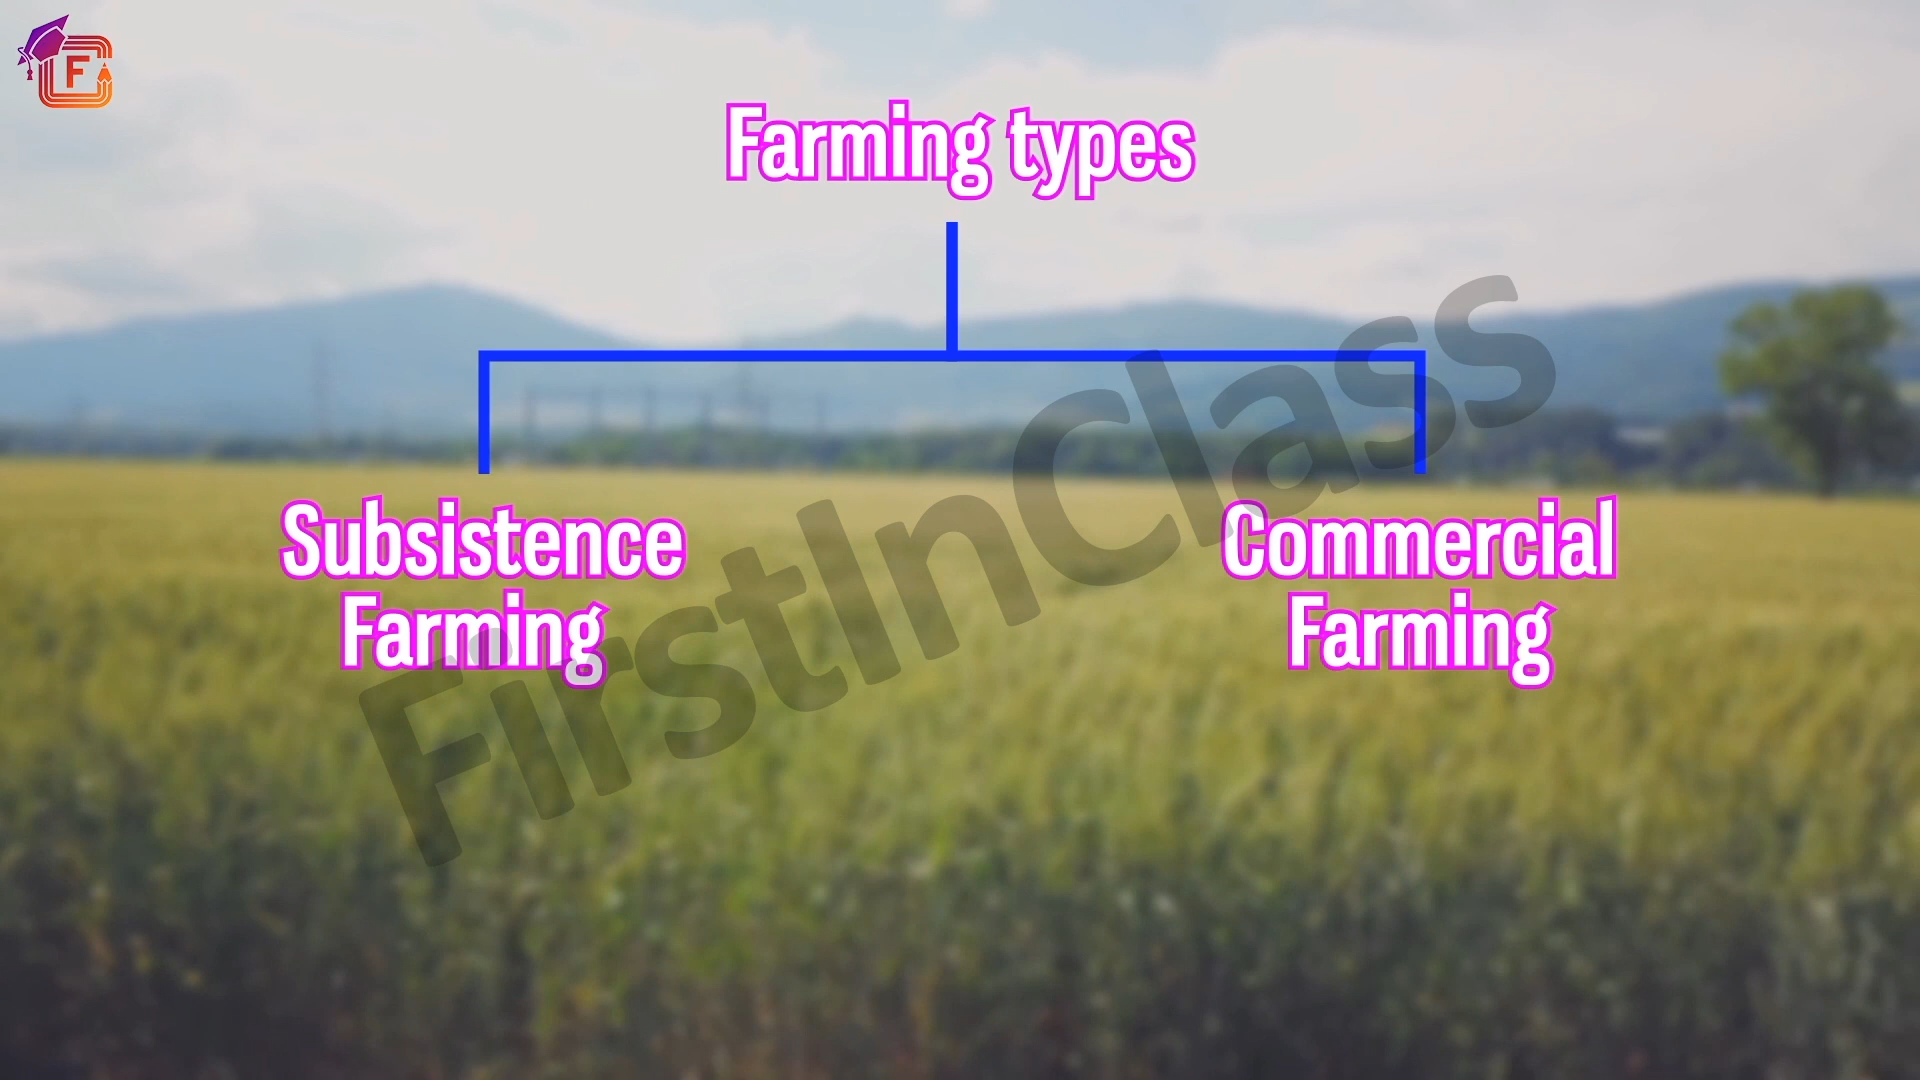 F
Farming types
Subsistence
Farming
Commercial
Farming
FirstInClass